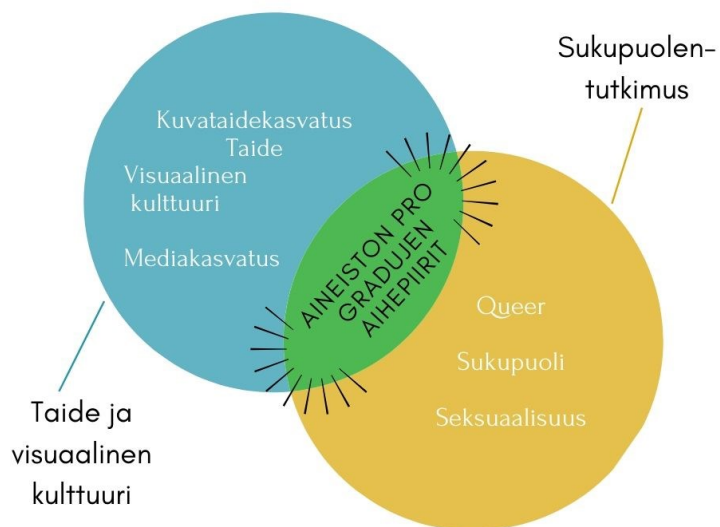 Sukupuolen-
tutkimus
Kuvataidekasvatus
Taide
Visuaalinen
kulttuuri
Mediakasvatus
AINEISTON PRO
GRADUJEN
AIHEPIIRIT
Queer
Sukupuoli
Seksuaalisuus
Taide ja
visuaalinen
kulttuuri